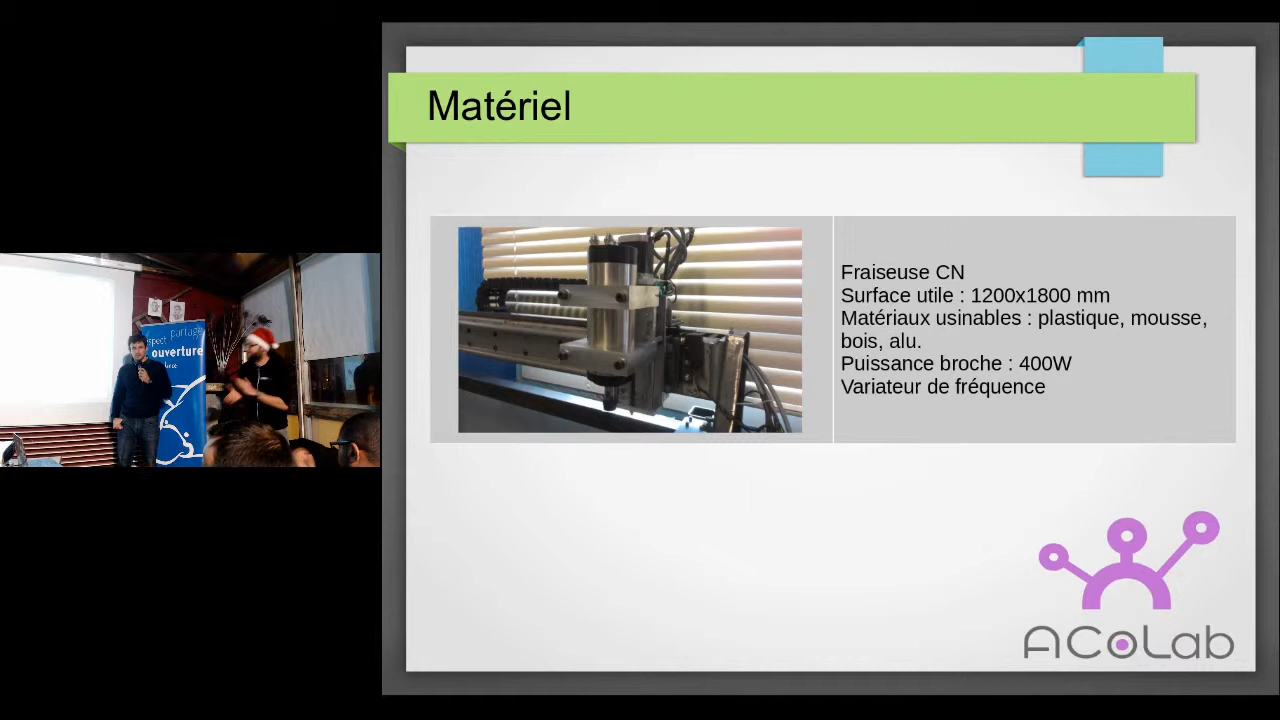 Matériel
Fraiseuse CN
Surface utile : 1200x1800 mm
Matériaux usinables : plastique, mousse,
bois, alu.
Puissance broche : 400W
Variateur de fréquence
ACoLab
partage
ouverture